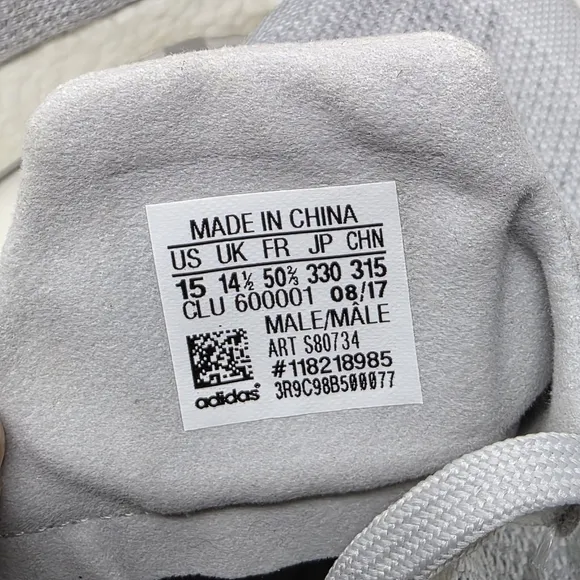 MADE IN CHINA
US UK FR JP CHN
15 14½ 50⅔ 330 315
CLU 600001 08/17
MALE/MÂLE
ART S80734
#118218985
adidas® 3R9C98B500077